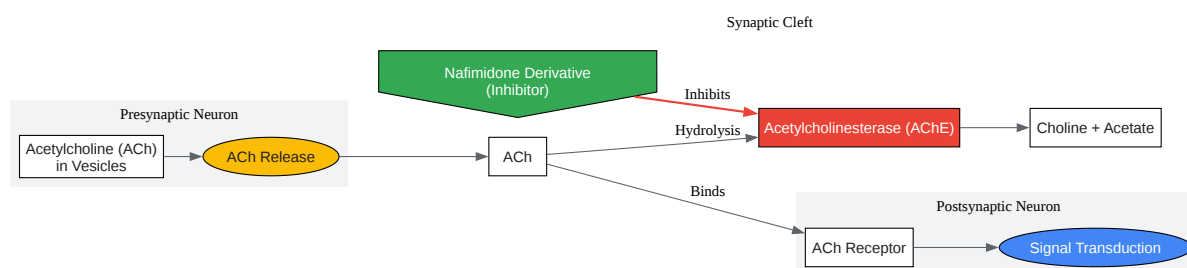 Synaptic Cleft
Nafimidone Derivative
(Inhibitor)
Inhibits
Presynaptic Neuron
Acetylcholine (ACh)
in Vesicles
ACh Release
ACh
Hydrolysis
Acetylcholinesterase (AChE)
Choline + Acetate
Binds
Postsynaptic Neuron
ACh Receptor
Signal Transduction